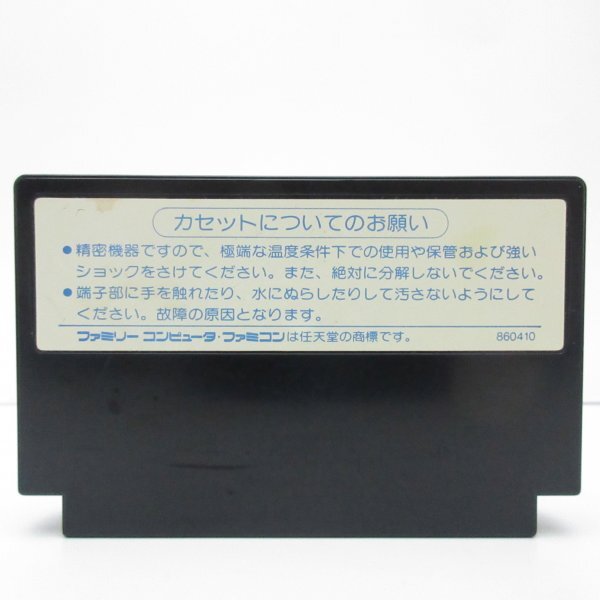 カセットについてのお願い
●精密機器ですので、極端な温度条件下での使用や保管および強い
ショックをさけてください。また、絶対に分解しないでください。
●端子部に手を触れたり、水にぬらしたりして汚さないようにして
ください。故障の原因となります。
ファミリー コンピュータ・ファミコンは任天堂の商標です。 860410